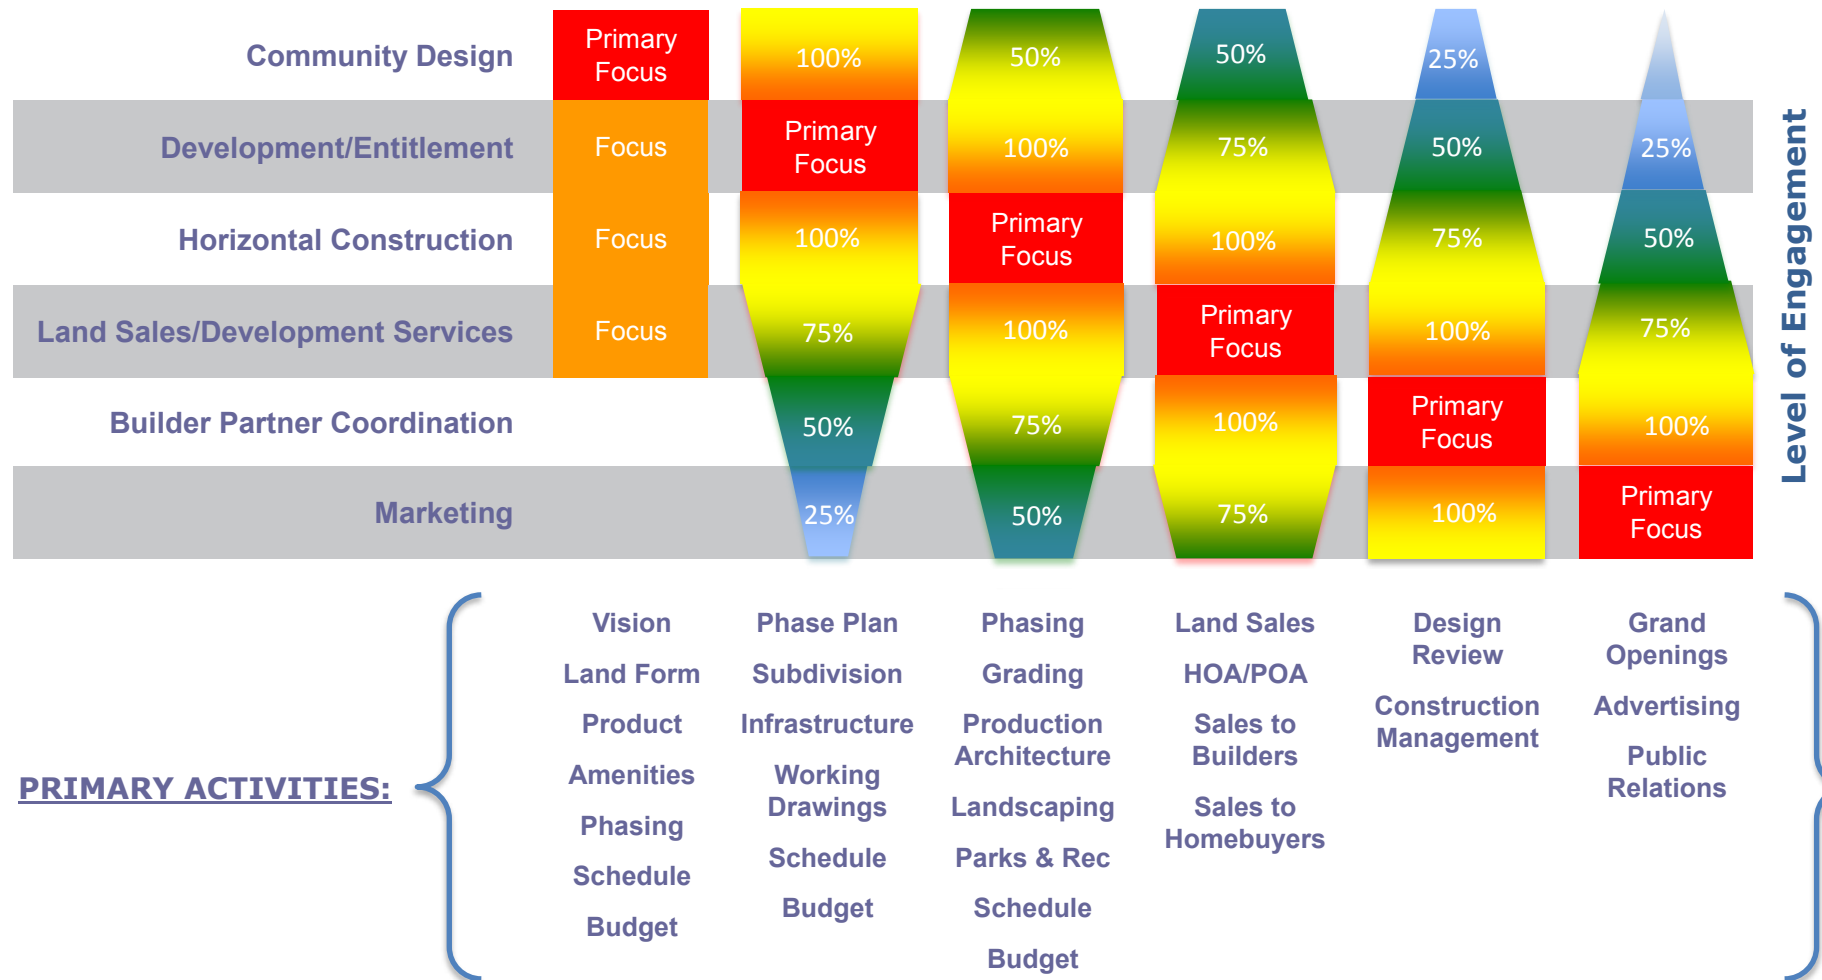 Community Design
Primary
Focus
100%
50%
50%
25%
Development/Entitlement
Focus
Primary
Focus
100%
75%
50%
25%
Horizontal Construction
Focus
100%
Primary
Focus
100%
75%
50%
Land Sales/Development Services
Focus
75%
100%
Primary
Focus
100%
75%
Builder Partner Coordination
50%
75%
100%
Primary
Focus
100%
Marketing
25%
50%
75%
100%
Primary
Focus
Level of Engagement
PRIMARY ACTIVITIES:
Vision
Land Form
Product
Amenities
Phasing
Schedule
Budget
Phase Plan
Subdivision
Infrastructure
Working
Drawings
Schedule
Budget
Phasing
Grading
Production
Architecture
Landscaping
Parks & Rec
Schedule
Budget
Land Sales
HOA/POA
Sales to
Builders
Sales to
Homebuyers
Design
Review
Construction
Management
Grand
Openings
Advertising
Public
Relations